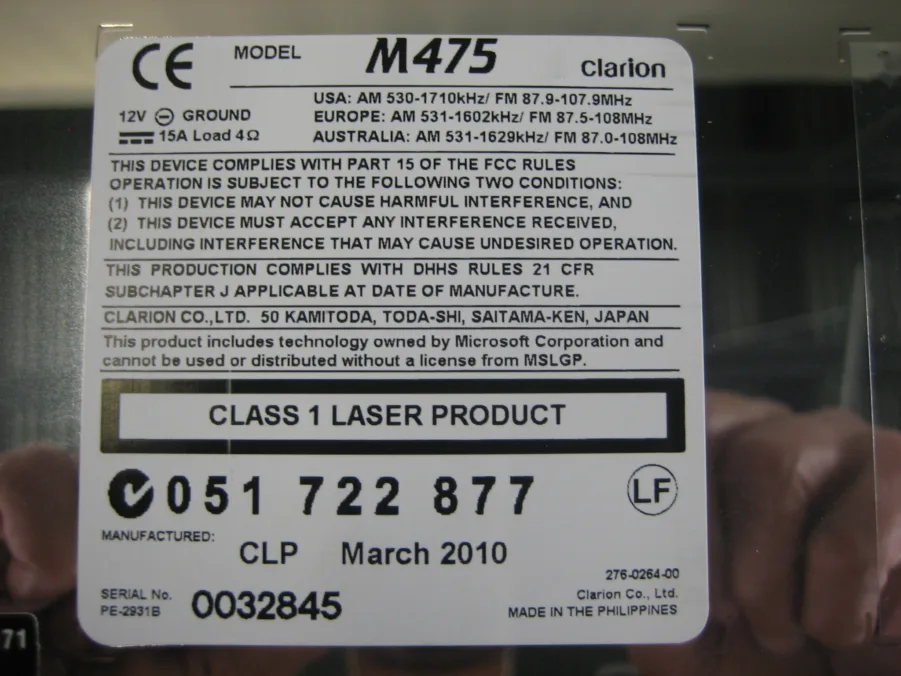 CE MODEL M475 Clarion
12V ⊖ GROUND
15A Load 4Ω
USA: AM 530-1710kHz/ FM 87.9-107.9MHz
EUROPE: AM 531-1602kHz/ FM 87.5-108MHz
AUSTRALIA: AM 531-1629kHz/ FM 87.0-108MHz
THIS DEVICE COMPLIES WITH PART 15 OF THE FCC RULES
OPERATION IS SUBJECT TO THE FOLLOWING TWO CONDITIONS:
(1) THIS DEVICE MAY NOT CAUSE HARMFUL INTERFERENCE, AND
(2) THIS DEVICE MUST ACCEPT ANY INTERFERENCE RECEIVED,
INCLUDING INTERFERENCE THAT MAY CAUSE UNDESIRED OPERATION.
THIS PRODUCTION COMPLIES WITH DHHS RULES 21 CFR
SUBCHAPTER J APPLICABLE AT DATE OF MANUFACTURE.
CLARION CO.,LTD. 50 KAMITODA, TODA-SHI, SAITAMA-KEN, JAPAN
This product includes technology owned by Microsoft Corporation and
cannot be used or distributed without a license from MSLGP.
CLASS 1 LASER PRODUCT
051 722 877 LF
MANUFACTURED:
CLP March 2010
276-0264-00
SERIAL No.
PE-2931B
0032845
Clarion Co., Ltd.
MADE IN THE PHILIPPINES
71